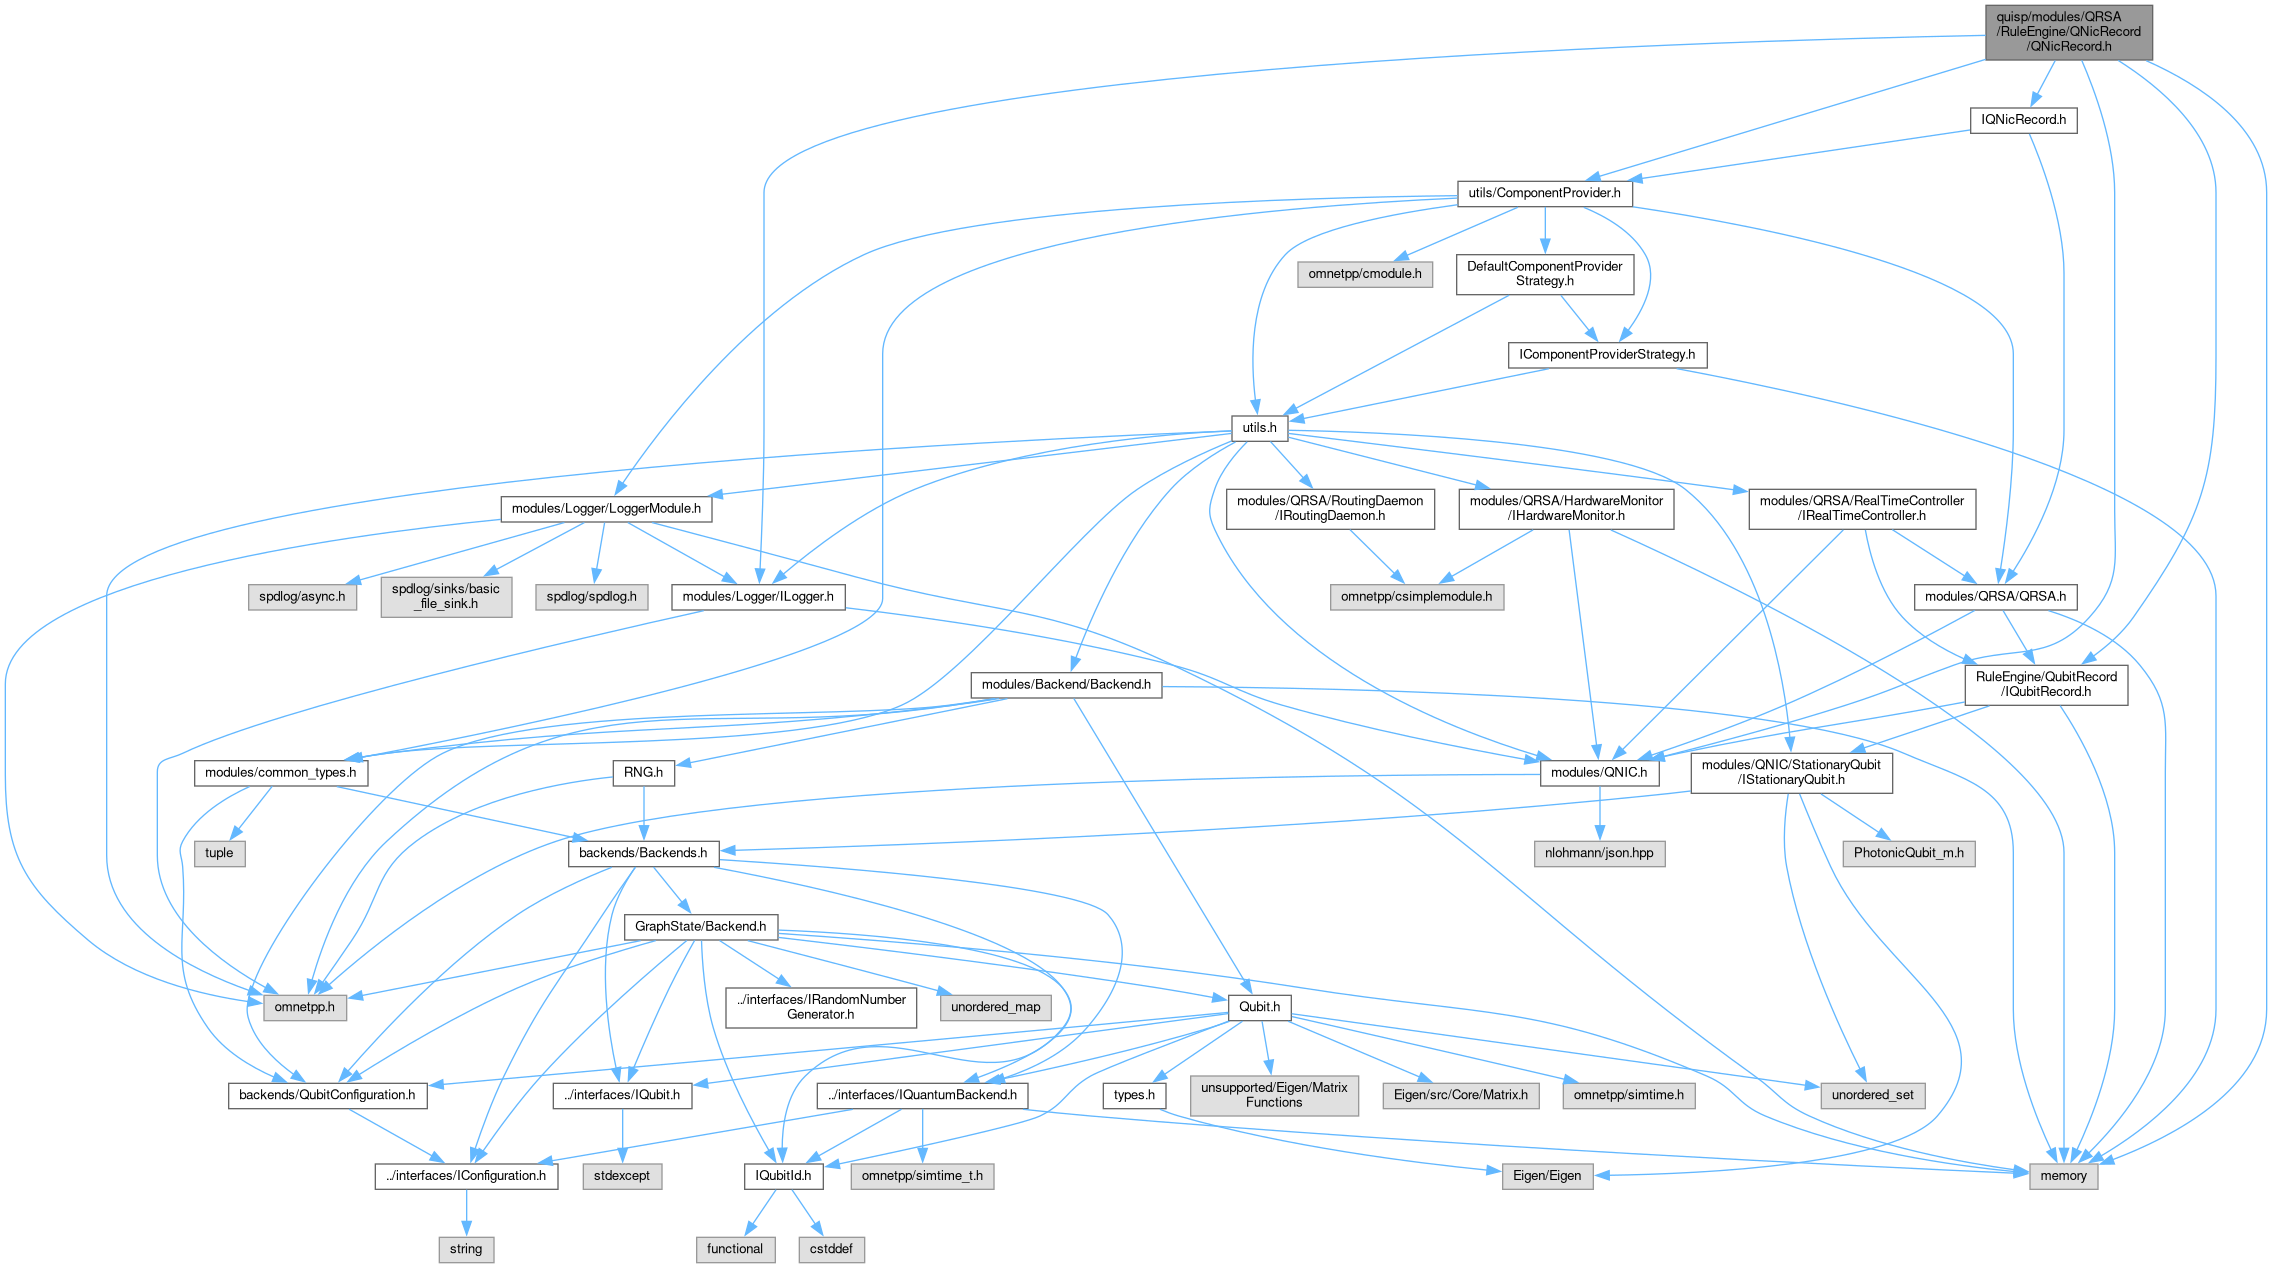 quisp/modules/QRSA
/RuleEngine/QNicRecord
/QNicRecord.h
IQNicRecord.h
utils/ComponentProvider.h
omnetpp/cmodule.h
DefaultComponentProvider
Strategy.h
IComponentProviderStrategy.h
utils.h
modules/Logger/LoggerModule.h
modules/QRSA/RoutingDaemon
/IRoutingDaemon.h
modules/QRSA/HardwareMonitor
/IHardwareMonitor.h
modules/QRSA/RealTimeController
/IRealTimeController.h
spdlog/async.h
spdlog/sinks/basic
_file_sink.h
spdlog/spdlog.h
modules/Logger/ILogger.h
omnetpp/csimplemodule.h
modules/QRSA/QRSA.h
modules/Backend/Backend.h
RuleEngine/QubitRecord
/IQubitRecord.h
modules/common_types.h
RNG.h
modules/QNIC.h
modules/QNIC/StationaryQubit
/IStationaryQubit.h
tuple
backends/Backends.h
nlohmann/json.hpp
PhotonicQubit_m.h
GraphState/Backend.h
omnetpp.h
../interfaces/IRandomNumber
Generator.h
unordered_map
Qubit.h
backends/QubitConfiguration.h
../interfaces/IQubit.h
../interfaces/IQuantumBackend.h
types.h
unsupported/Eigen/Matrix
Functions
Eigen/src/Core/Matrix.h
omnetpp/simtime.h
unordered_set
../interfaces/IConfiguration.h
stdexcept
IQubitId.h
omnetpp/simtime_t.h
Eigen/Eigen
memory
string
functional
cstddef